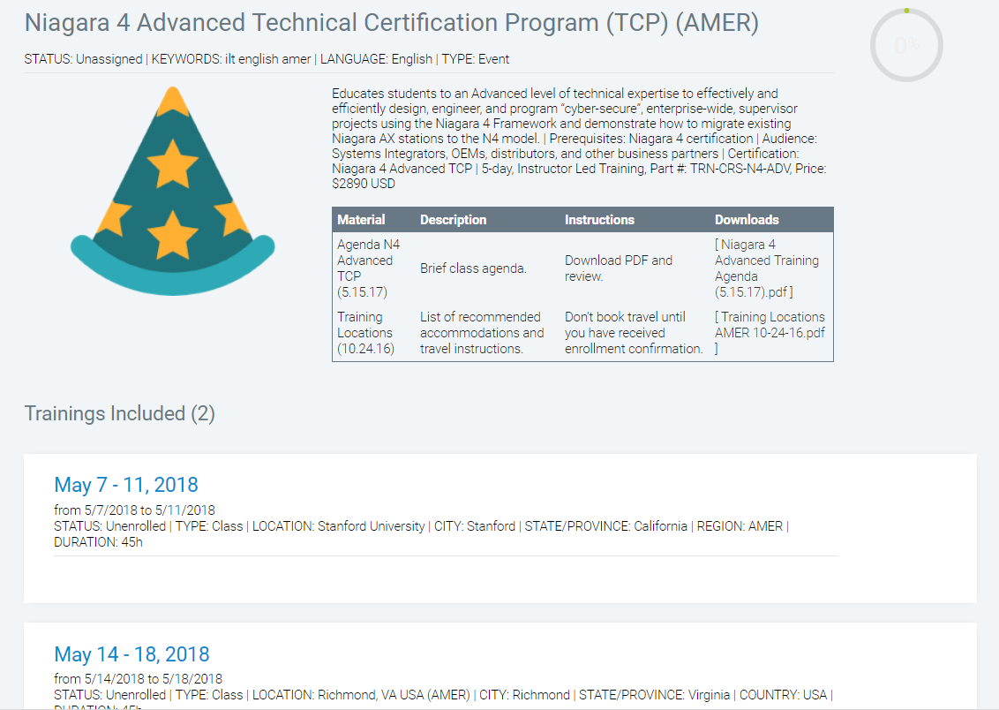 Niagara 4 Advanced Technical Certification Program (TCP) (AMER)
0%
STATUS: Unassigned | KEYWORDS: ilt english amer | LANGUAGE: English | TYPE: Event
Educates students to an Advanced level of technical expertise to effectively and
efficiently design, engineer, and program “cyber-secure”, enterprise-wide, supervisor
projects using the Niagara 4 Framework and demonstrate how to migrate existing
Niagara AX stations to the N4 model. | Prerequisites: Niagara 4 certification | Audience:
Systems Integrators, OEMs, distributors, and other business partners | Certification:
Niagara 4 Advanced TCP | 5-day, Instructor Led Training, Part #: TRN-CRS-N4-ADV, Price:
$2890 USD
Material Description Instructions Downloads
Agenda N4
Advanced
TCP
(5.15.17)
Brief class agenda.
Download PDF and
review.
[ Niagara 4
Advanced Training
Agenda
(5.15.17).pdf ]
Training
Locations
(10.24.16)
List of recommended
accommodations and
travel instructions.
Don't book travel until
you have received
enrollment confirmation.
[ Training Locations
AMER 10-24-16.pdf
]
Trainings Included (2)
May 7 - 11, 2018
from 5/7/2018 to 5/11/2018
STATUS: Unenrolled | TYPE: Class | LOCATION: Stanford University | CITY: Stanford | STATE/PROVINCE: California | REGION: AMER |
DURATION: 45h
May 14 - 18, 2018
from 5/14/2018 to 5/18/2018
STATUS: Unenrolled | TYPE: Class | LOCATION: Richmond, VA USA (AMER) | CITY: Richmond | STATE/PROVINCE: Virginia | COUNTRY: USA |
DURATION: 45h